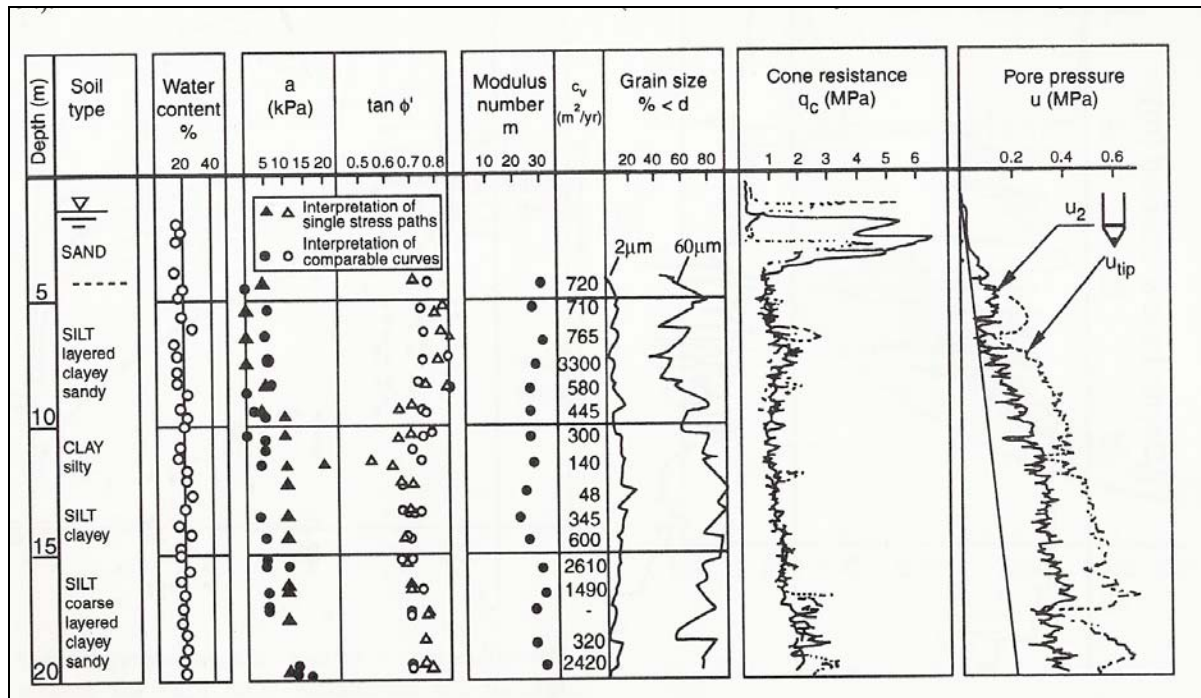 Depth (m)
Soil
type
Water
content
%
20 40
a
(kPa)
5 10 15 20
tan ϕ'
0.5 0.6 0.7 0.8
Modulus
number
m
10 20 30
c_v
(m²/yr)
Grain size
% < d
20 40 60 80
Cone resistance
q_c (MPa)
1 2 3 4 5 6
Pore pressure
u (MPa)
0.2 0.4 0.6
Interpretation of
single stress paths
Interpretation of
comparable curves
2μm
60μm
u₂
u_tip
SAND
5
SILT
layered
clayey
sandy
10
CLAY
silty
SILT
clayey
15
SILT
coarse
layered
clayey
sandy
20
720
710
765
3300
580
445
300
140
48
345
600
2610
1490
-
320
2420